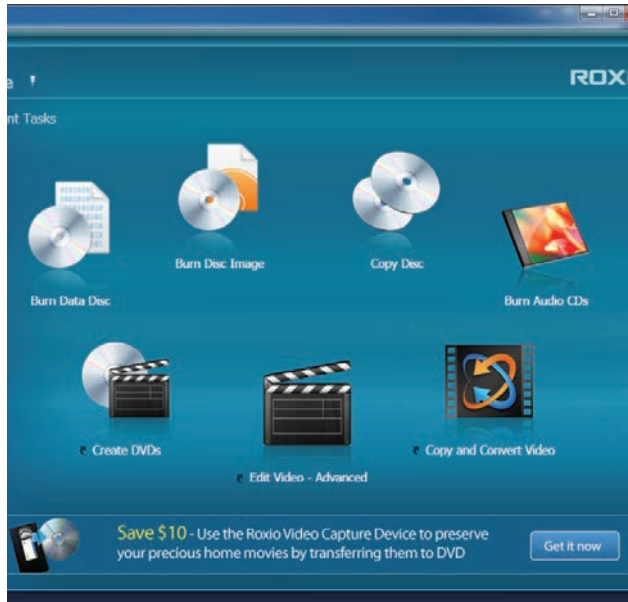 ROXI
nt Tasks
Burn Data Disc
Burn Disc Image
Copy Disc
Burn Audio CDs
Create DVDs
Edit Video - Advanced
Copy and Convert Video
Save $10 - Use the Roxio Video Capture Device to preserve
your precious home movies by transferring them to DVD
Get it now